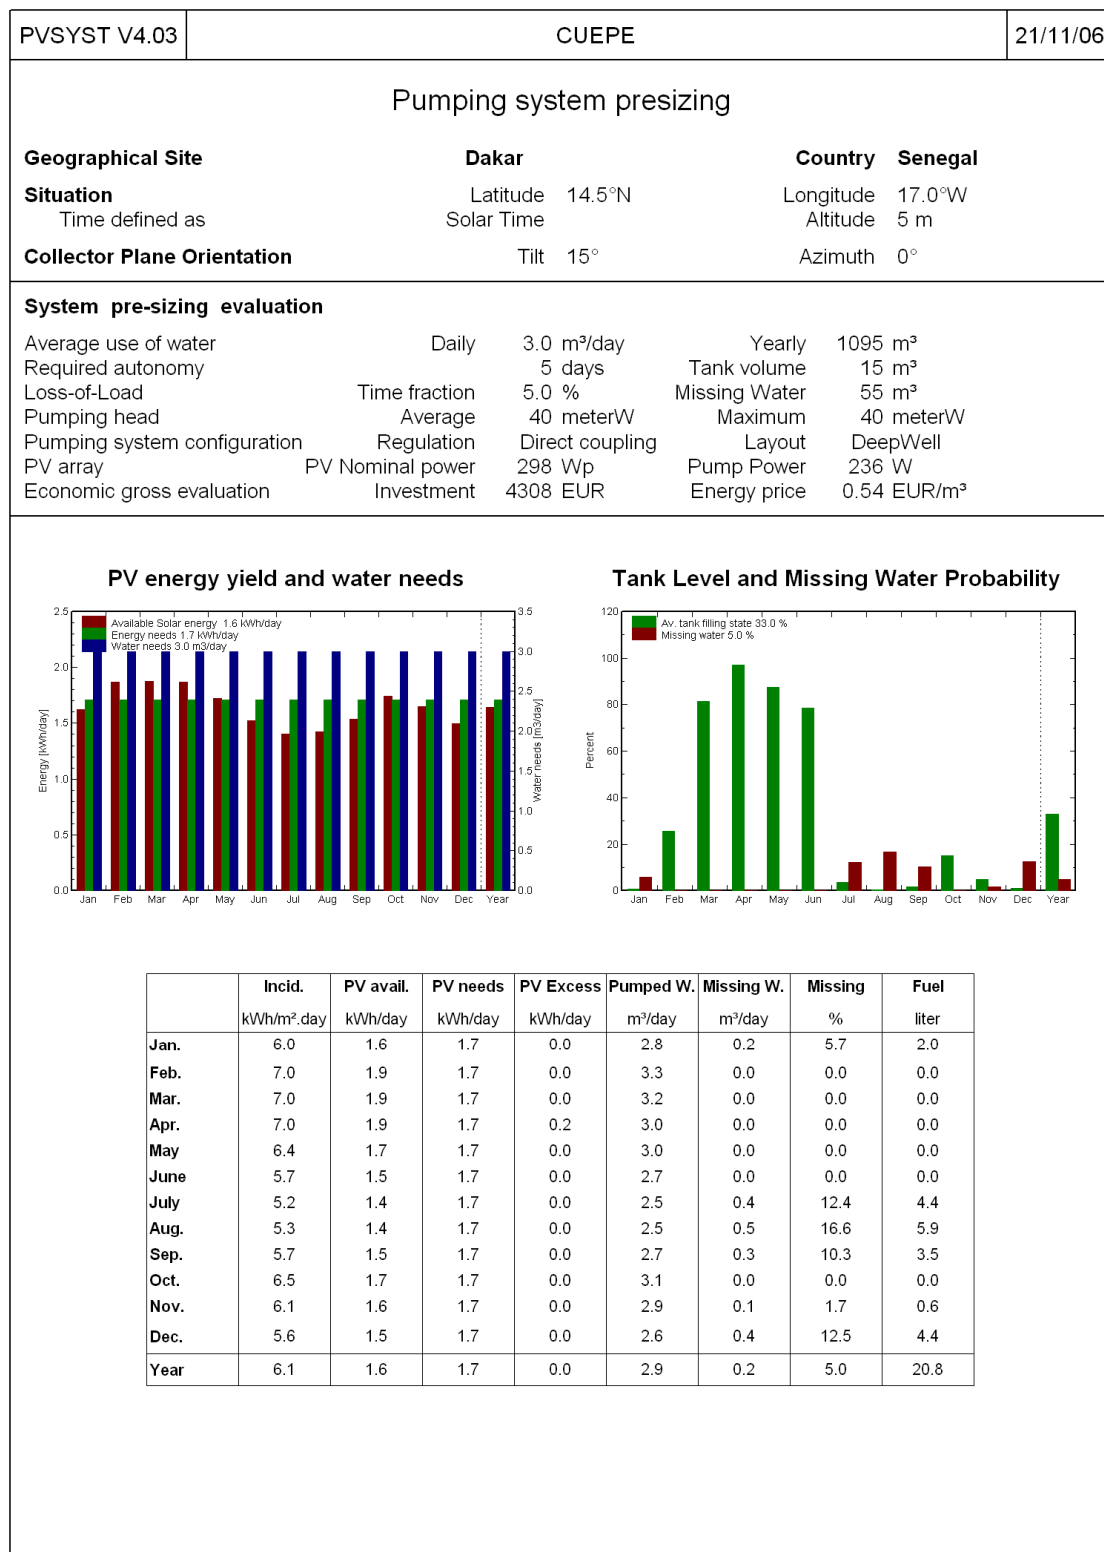 PVSYST V4.03 CUEPE 21/11/06
Pumping system presizing
Geographical Site Dakar Country Senegal
Situation Latitude 14.5°N Longitude 17.0°W
Time defined as Solar Time Altitude 5 m
Collector Plane Orientation Tilt 15° Azimuth 0°
System pre-sizing evaluation
Average use of water Daily 3.0 m³/day Yearly 1095 m³
Required autonomy 5 days Tank volume 15 m³
Loss-of-Load Time fraction 5.0 % Missing Water 55 m³
Pumping head Average 40 meterW Maximum 40 meterW
Pumping system configuration Regulation Direct coupling Layout DeepWell
PV array PV Nominal power 298 Wp Pump Power 236 W
Economic gross evaluation Investment 4308 EUR Energy price 0.54 EUR/m³
PV energy yield and water needs
Available Solar energy 1.6 kWh/day
Energy needs 1.7 kWh/day
Water needs 3.0 m3/day
Energy [kWh/day]
2.5
2.0
1.5
1.0
0.5
0.0
Water needs [m3/day]
3.5
3.0
2.5
2.0
1.5
1.0
0.5
0.0
Jan Feb Mar Apr May Jun Jul Aug Sep Oct Nov Dec Year
Tank Level and Missing Water Probability
Av. tank filling state 33.0 %
Missing water 5.0 %
Percent
120
100
80
60
40
20
0
Jan Feb Mar Apr May Jun Jul Aug Sep Oct Nov Dec Year
Incid. PV avail. PV needs PV Excess Pumped W. Missing W. Missing Fuel
kWh/m².day kWh/day kWh/day kWh/day m³/day m³/day % liter
Jan. 6.0 1.6 1.7 0.0 2.8 0.2 5.7 2.0
Feb. 7.0 1.9 1.7 0.0 3.3 0.0 0.0 0.0
Mar. 7.0 1.9 1.7 0.0 3.2 0.0 0.0 0.0
Apr. 7.0 1.9 1.7 0.2 3.0 0.0 0.0 0.0
May 6.4 1.7 1.7 0.0 3.0 0.0 0.0 0.0
June 5.7 1.5 1.7 0.0 2.7 0.0 0.0 0.0
July 5.2 1.4 1.7 0.0 2.5 0.4 12.4 4.4
Aug. 5.3 1.4 1.7 0.0 2.5 0.5 16.6 5.9
Sep. 5.7 1.5 1.7 0.0 2.7 0.3 10.3 3.5
Oct. 6.5 1.7 1.7 0.0 3.1 0.0 0.0 0.0
Nov. 6.1 1.6 1.7 0.0 2.9 0.1 1.7 0.6
Dec. 5.6 1.5 1.7 0.0 2.6 0.4 12.5 4.4
Year 6.1 1.6 1.7 0.0 2.9 0.2 5.0 20.8